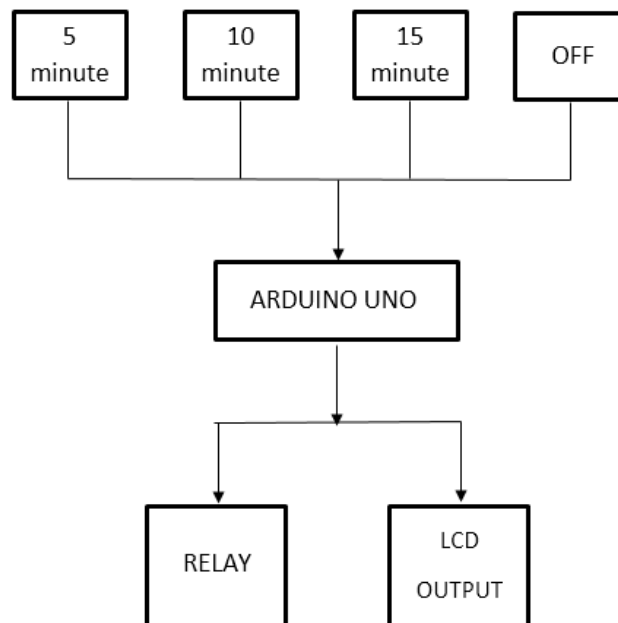 5
minute
10
minute
15
minute
OFF
ARDUINO UNO
RELAY
LCD
OUTPUT